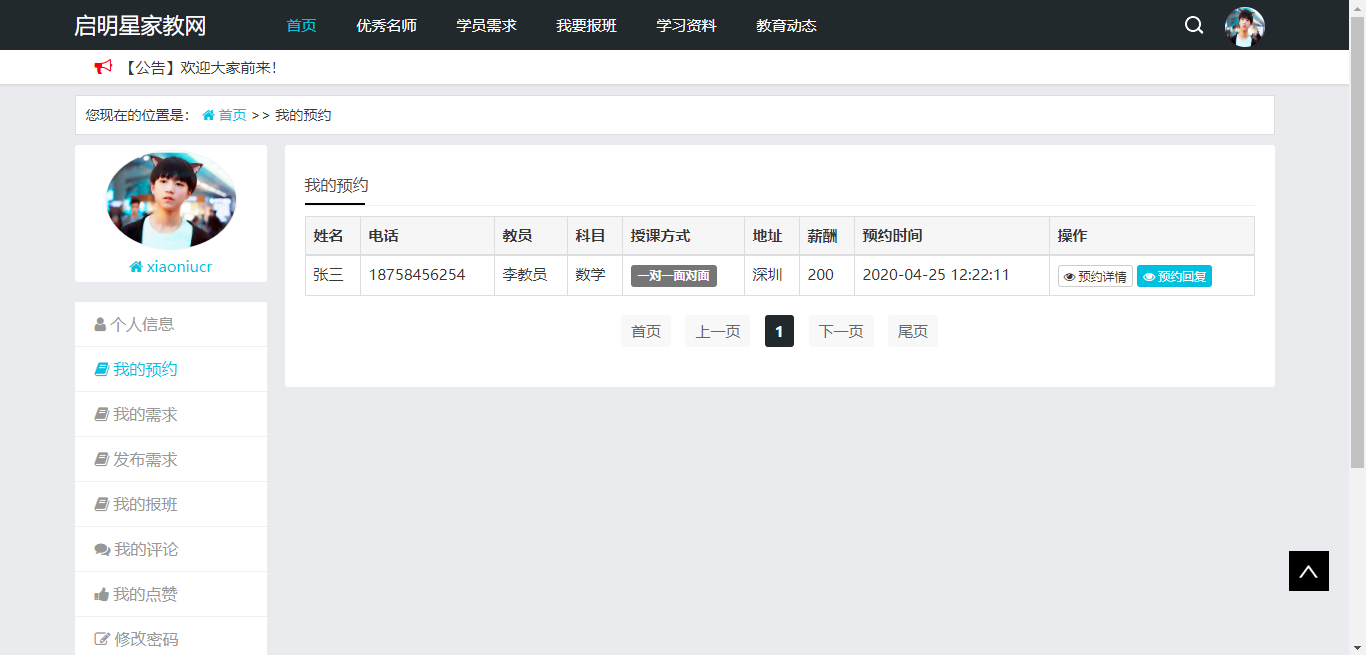 启明星家教网 首页 优秀名师 学员需求 我要报班 学习资料 教育动态
【公告】欢迎大家前来！
您现在的位置是： 首页 >> 我的预约
xiaoniucr
个人信息
我的预约
我的需求
发布需求
我的报班
我的评论
我的点赞
修改密码
我的预约
姓名 电话 教员 科目 授课方式 地址 薪酬 预约时间 操作
张三 18758456254 李教员 数学 一对一面对面 深圳 200 2020-04-25 12:22:11 预约详情 预约回复
首页 上一页 1 下一页 尾页